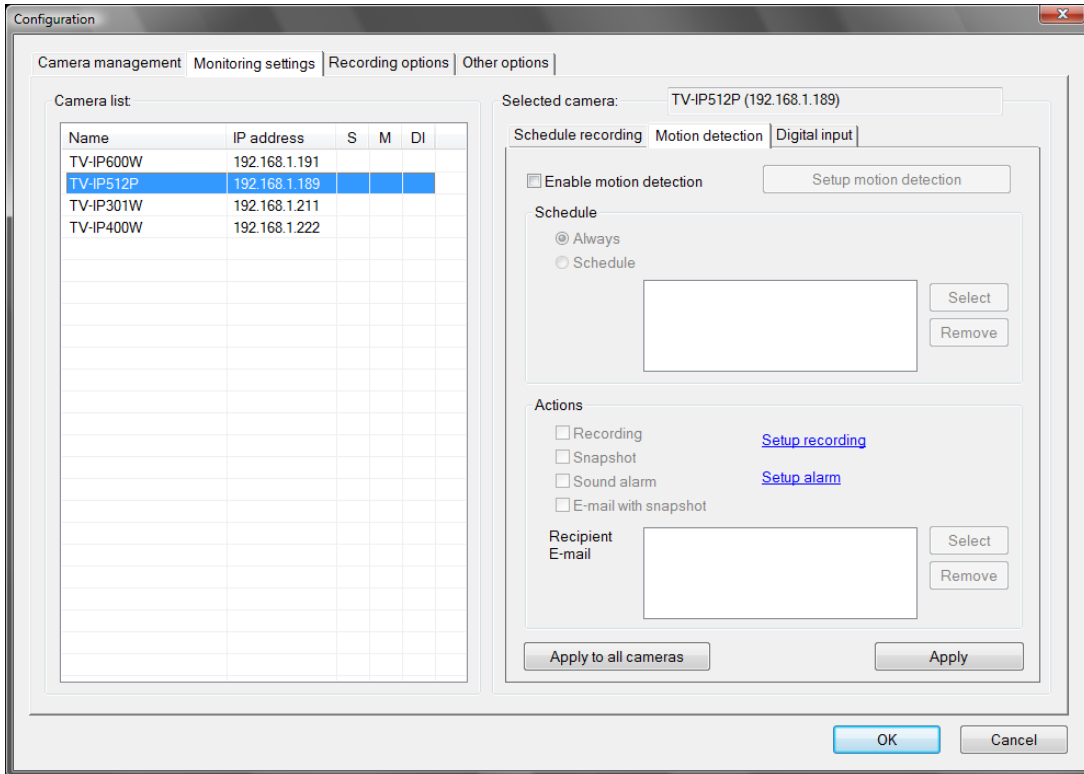 Configuration
Camera management Monitoring settings Recording options Other options
Camera list:
Name IP address S M DI
TV-IP600W 192.168.1.191
TV-IP512P 192.168.1.189
TV-IP301W 192.168.1.211
TV-IP400W 192.168.1.222
Selected camera: TV-IP512P (192.168.1.189)
Schedule recording Motion detection Digital input
Enable motion detection Setup motion detection
Schedule
Always
Schedule
Select
Remove
Actions
Recording
Setup recording
Snapshot
Sound alarm
Setup alarm
E-mail with snapshot
Recipient
E-mail
Select
Remove
Apply to all cameras Apply
OK Cancel